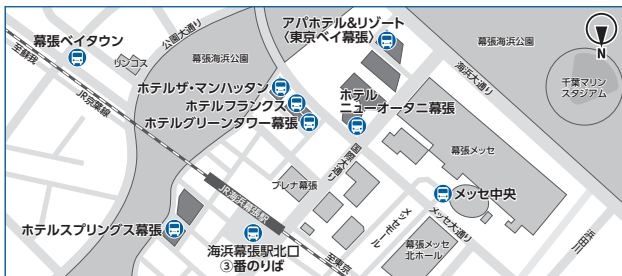 アパホテル&リゾート
〈東京ベイ幕張〉
公園大通り
幕張ベイタウン
至蘇我
リンコス
幕張海浜公園
幕張海浜公園
海浜大通り
N
千葉マリン
スタジアム
JR京葉線
ホテルザ・マンハッタン
ホテルフランクス
ホテルグリーンタワー幕張
ホテル
ニューオータニ幕張
国際大通り
幕張メッセ
プレナ幕張
メッセ中央
JR海浜幕張駅
ホテルスプリングス幕張
海浜幕張駅北口
③番のりば
至東京
メッセモール
メッセ大通り
幕張メッセ
北ホール
浜田川